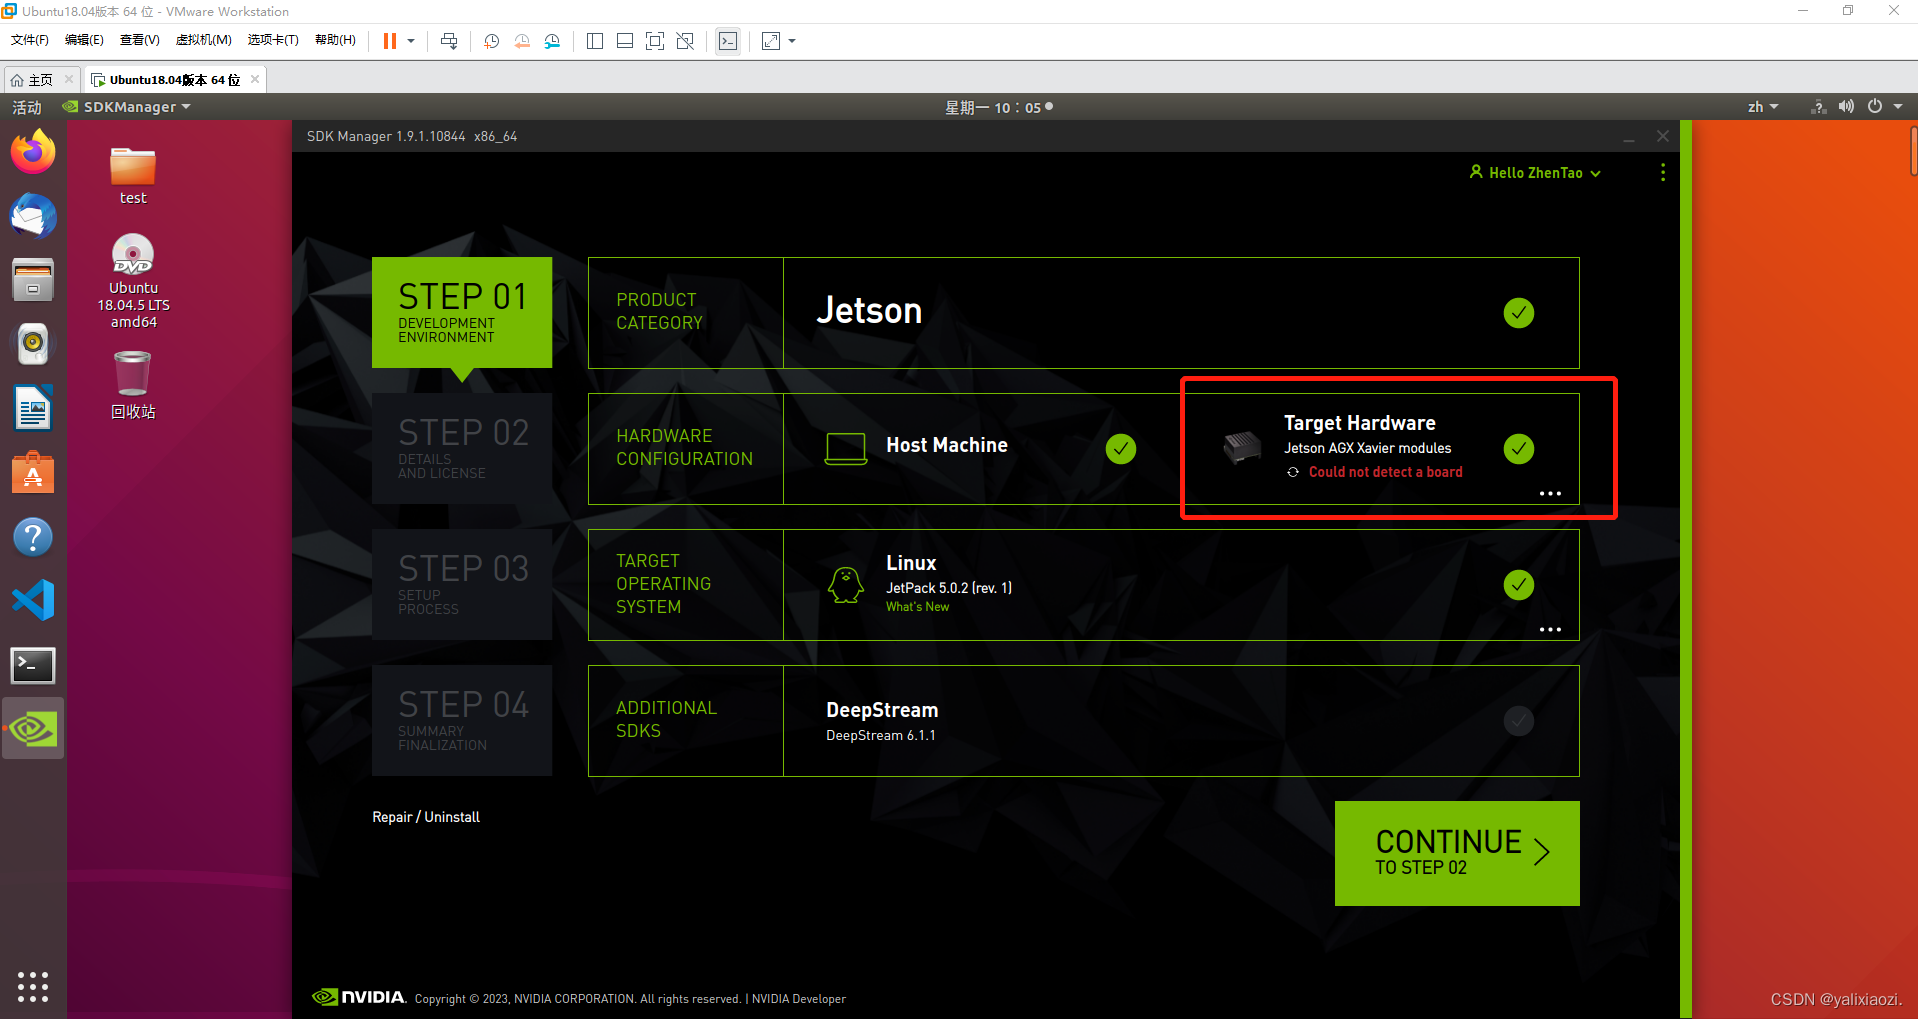 Ubuntu18.04版本 64 位 - VMware Workstation
文件(F) 编辑(E) 查看(V) 虚拟机(M) 选项卡(T) 帮助(H)
主页 Ubuntu18.04版本 64 位
活动 SDKManager 星期一 10：05 zh
SDK Manager 1.9.1.10844 x86_64
Hello ZhenTao
test
Ubuntu
18.04.5 LTS
amd64
回收站
STEP 01
DEVELOPMENT
ENVIRONMENT
PRODUCT
CATEGORY
Jetson
STEP 02
DETAILS
AND LICENSE
HARDWARE
CONFIGURATION
Host Machine
Target Hardware
Jetson AGX Xavier modules
Could not detect a board
STEP 03
SETUP
PROCESS
TARGET
OPERATING
SYSTEM
Linux
JetPack 5.0.2 (rev. 1)
What's New
STEP 04
SUMMARY
FINALIZATION
ADDITIONAL
SDKS
DeepStream
DeepStream 6.1.1
Repair / Uninstall
CONTINUE
TO STEP 02
NVIDIA. Copyright © 2023, NVIDIA CORPORATION. All rights reserved. | NVIDIA Developer
CSDN @yalixiaozi.